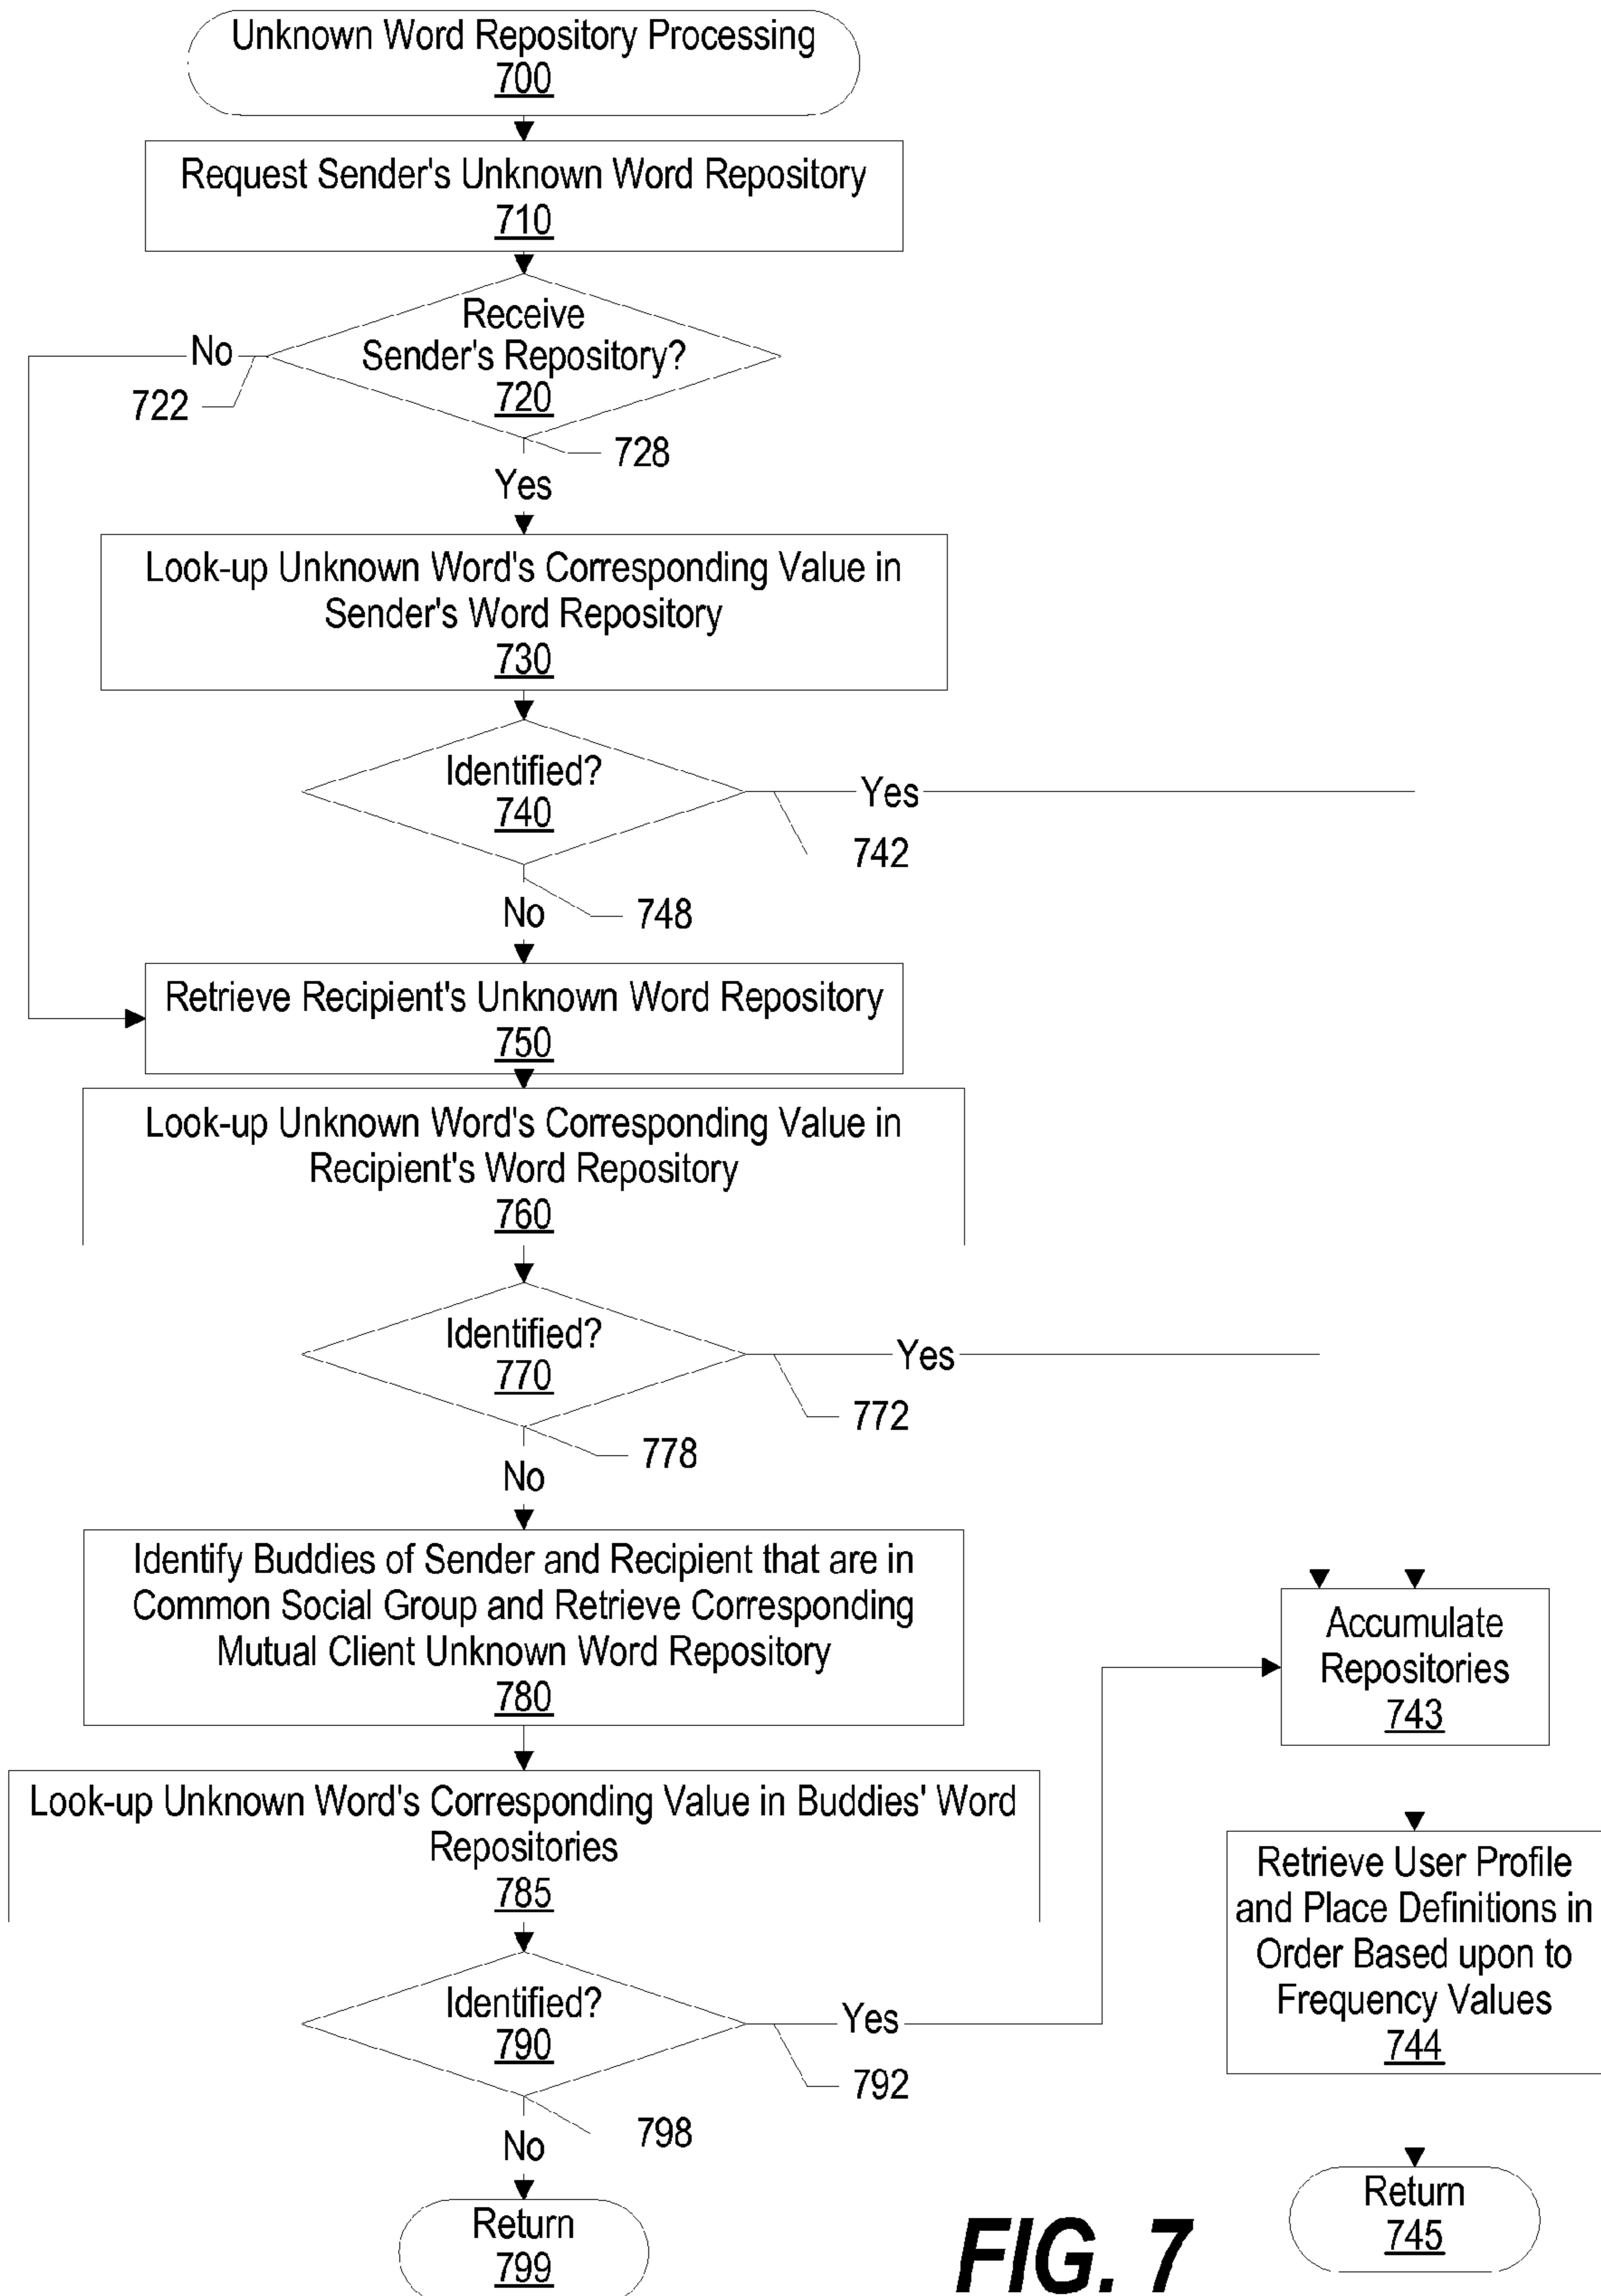 Unknown Word Repository Processing
700
Request Sender's Unknown Word Repository
710
Receive
Sender's Repository?
720
No
722
728
Yes
Look-up Unknown Word's Corresponding Value in
Sender's Word Repository
730
Identified?
740
Yes
742
No
748
Retrieve Recipient's Unknown Word Repository
750
Look-up Unknown Word's Corresponding Value in
Recipient's Word Repository
760
Identified?
770
Yes
772
778
No
Identify Buddies of Sender and Recipient that are in
Common Social Group and Retrieve Corresponding
Mutual Client Unknown Word Repository
780
Accumulate
Repositories
743
Look-up Unknown Word's Corresponding Value in Buddies' Word
Repositories
785
Retrieve User Profile
and Place Definitions in
Order Based upon to
Frequency Values
744
Identified?
790
Yes
792
No
798
Return
799
Return
745
FIG. 7